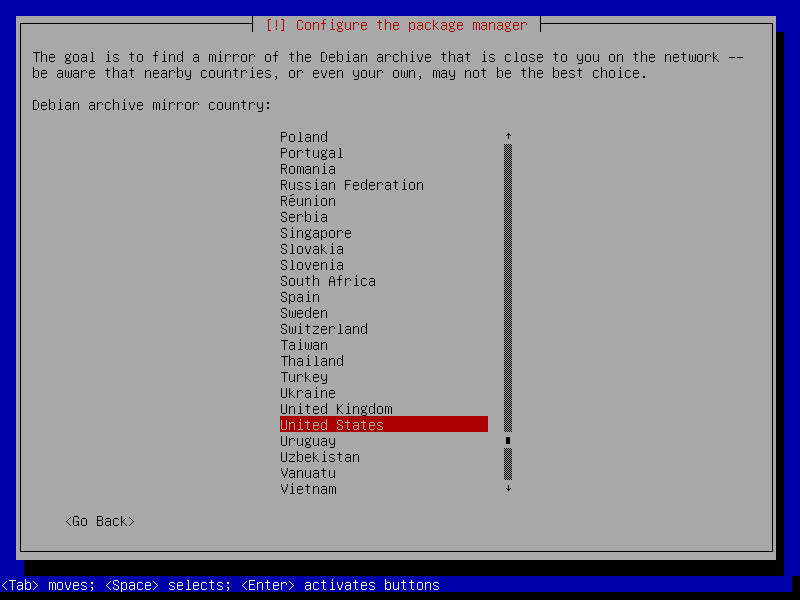 [!] Configure the package manager
The goal is to find a mirror of the Debian archive that is close to you on the network --
be aware that nearby countries, or even your own, may not be the best choice.
Debian archive mirror country:
Poland
Portugal
Romania
Russian Federation
Réunion
Serbia
Singapore
Slovakia
Slovenia
South Africa
Spain
Sweden
Switzerland
Taiwan
Thailand
Turkey
Ukraine
United Kingdom
United States
Uruguay
Uzbekistan
Vanuatu
Vietnam
<Go Back>
<Tab> moves; <Space> selects; <Enter> activates buttons